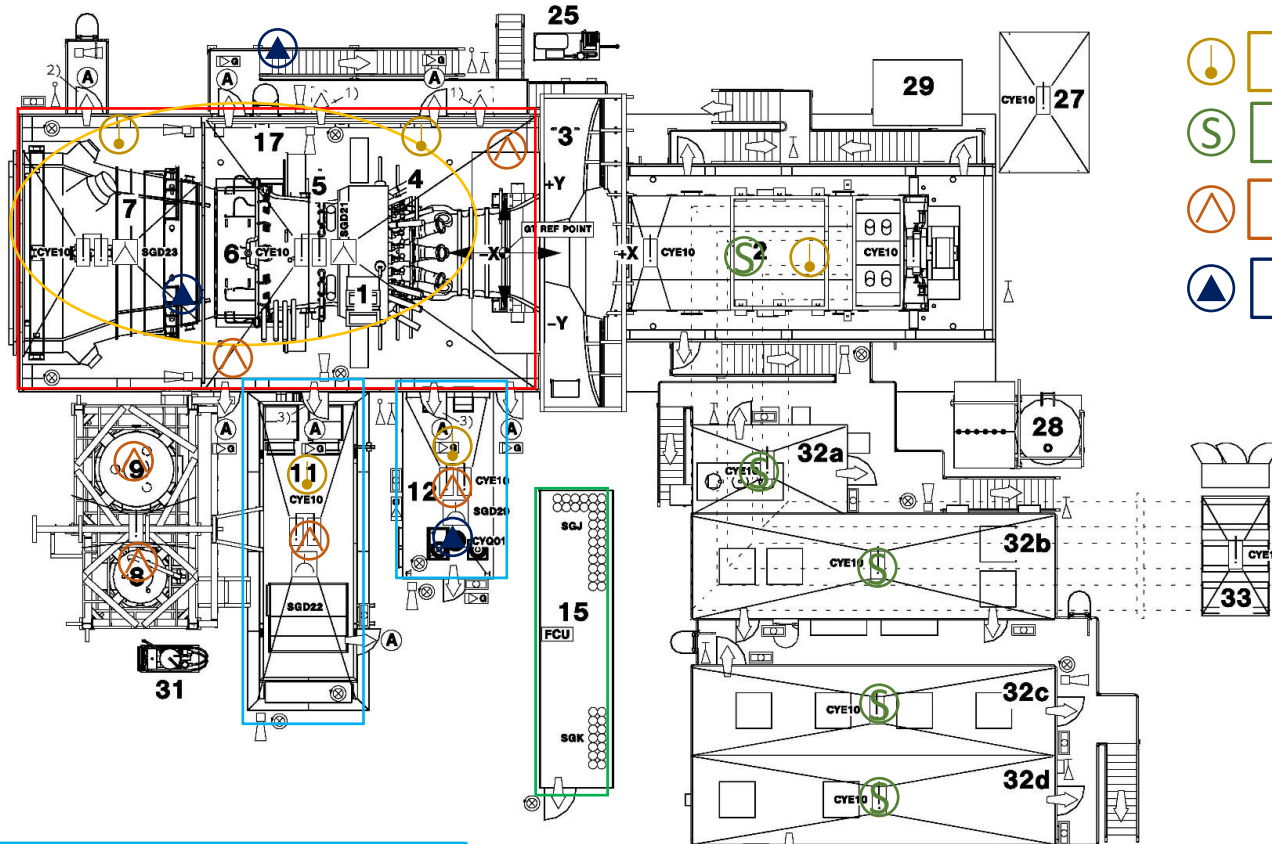 25
2)
A
G
A
1)
1)
G
A
29
CYE10
27
S
17
"3"
5
4
+Y
7
SGD21
GT REF POINT
CYE10
SGD23
6
CYE10
-X
+X
CYE10
S
2
CYE10
1
-Y
3)
3)
A
G
A
G
A
G
9
11
CYE10
12
CYE10
SGD20
CYQ01
G
8
SGD22
A
G
31
SGJ
15
FCU
SGK
28
32a
CYE10
S
32b
CYE10
S
CYE1
33
32c
CYE10
S
32d
CYE10
S